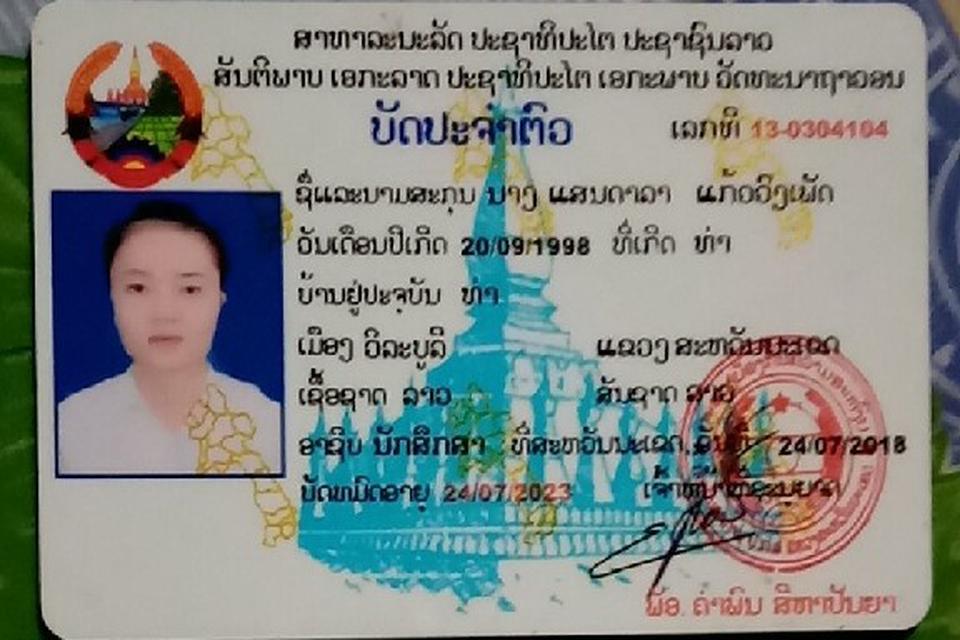 ສາທາລະນະລັດ ປະຊາທິປະໄຕ ປະຊາຊົນລາວ
ສັນຕິພາບ ເອກະລາດ ປະຊາທິປະໄຕ ເອກະພາບ ວັດທະນາຖາວອນ
ບັດປະຈຳຕົວ
ເລກທີ 13-0304104
ຊື່ແລະນາມສະກຸນ ນາງ ແສນດາລາ ແກ້ວວົງເພັດ
ວັນເດືອນປີເກີດ 20/09/1998 ທີ່ເກີດ ທ່າ
ບ້ານຢູ່ປະຈຸບັນ ທ່າ
ເມືອງ ວິລະບູລີ ແຂວງ ສະຫວັນນະເຂດ
ເຊື້ອຊາດ ລາວ ສັນຊາດ ລາວ
ອາຊີບ ນັກສຶກສາ ທີ່ສະຫວັນນະເຂດ, ວັນທີ 24/07/2018
ບັດຫມົດອາຍຸ 24/07/2023 ເຈົ້າຫນ້າທີ່ອະນຸຍາດ
ພັອ. ຄຳພົນ ສີຫາປັນຍາ